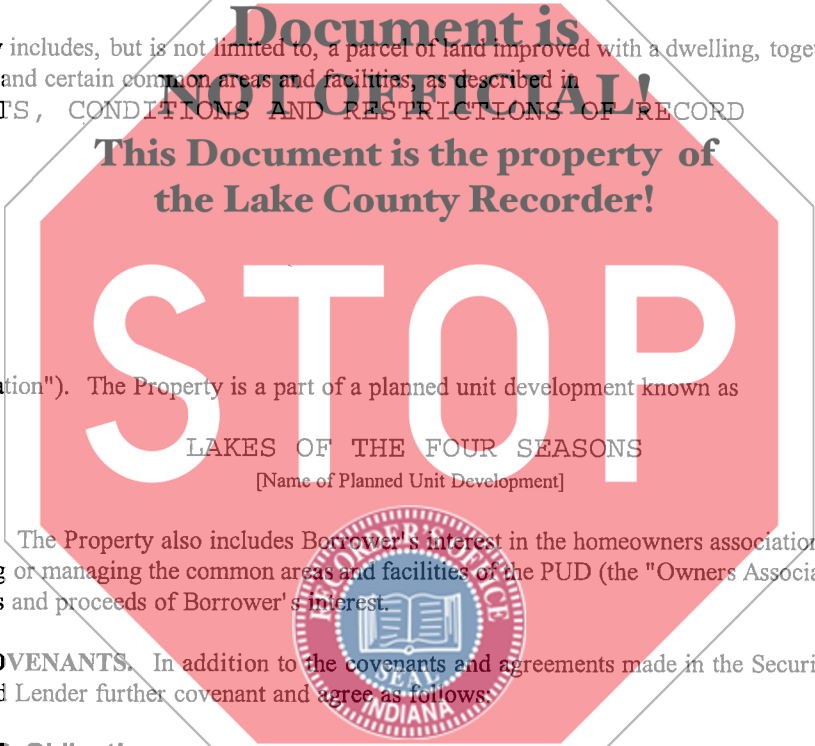 Document is
includes, but is not limited to, a parcel of land improved with a dwelling,
and certain common areas and facilities, as described in
NOT OFFICIAL!
CONDITIONS AND RESTRICTIONS OF RECORD
This Document is the property of
the Lake County Recorder!
STOP
ation"). The Property is a part of a planned unit development known as
LAKES OF THE FOUR SEASONS
[Name of Planned Unit Development]
The Property also includes Borrower's interest in the homeowners association
or managing the common areas and facilities of the PUD (the "Owners Associa
and proceeds of Borrower's interest.
OVENANTS. In addition to the covenants and agreements made in the Securi
Lender further covenant and agree as follows:
RECORDER'S OFFICE
SEAL
INDIANA